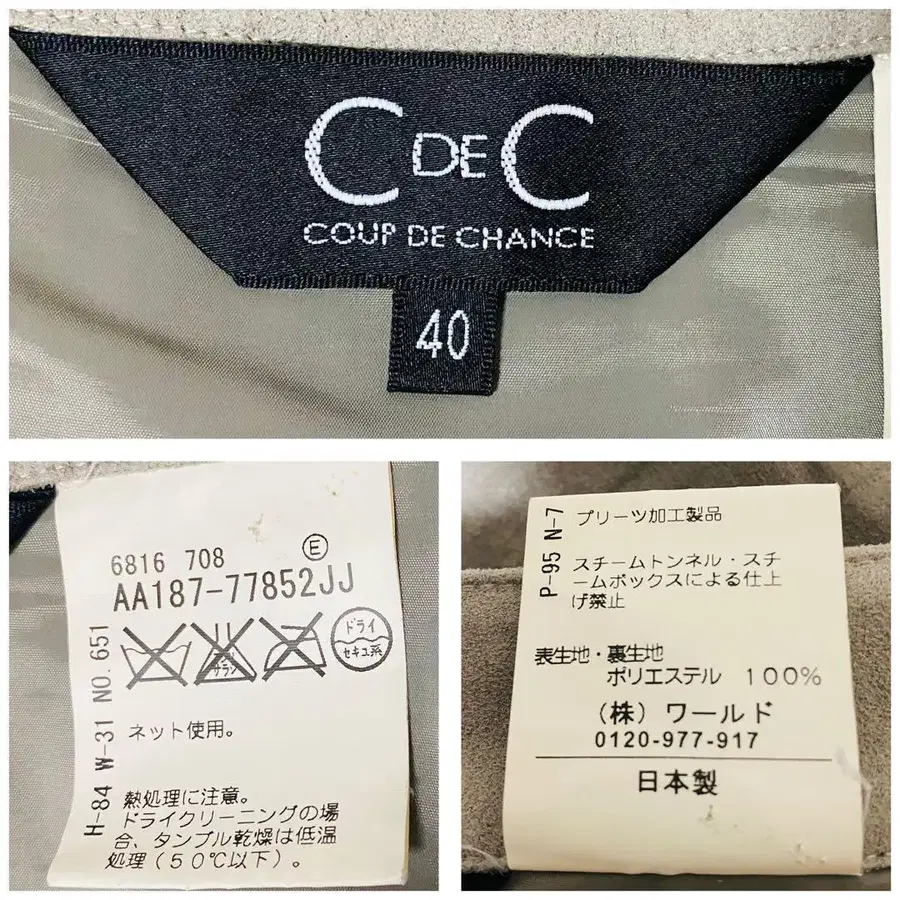 C DE C
COUP DE CHANCE
40
6816 708 Ⓔ
AA187-77852JJ
サラシ
ドライ
セキユ系
H-84 W-31 NO.651
ネット使用。
熱処理に注意。
ドライクリーニングの場
合、タンブル乾燥は低温
処理(50℃以下)。
P-95 N-7
プリーツ加工製品
スチームトンネル・スチ
ームボックスによる仕上
げ禁止
表生地・裏生地
ポリエステル 100%
(株)ワールド
0120-977-917
日本製